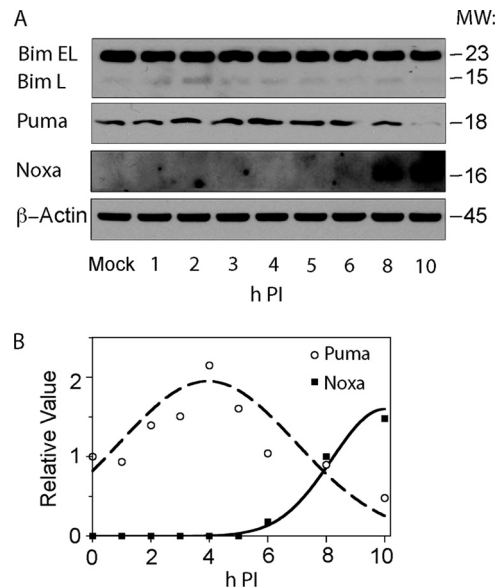 A
MW:
Bim EL
-23
Bim L
-15
Puma
-18
Noxa
-16
β-Actin
-45
Mock 1 2 3 4 5 6 8 10
h PI
B
Puma
Noxa
2
1
0
Relative Value
0 2 4 6 8 10
h PI